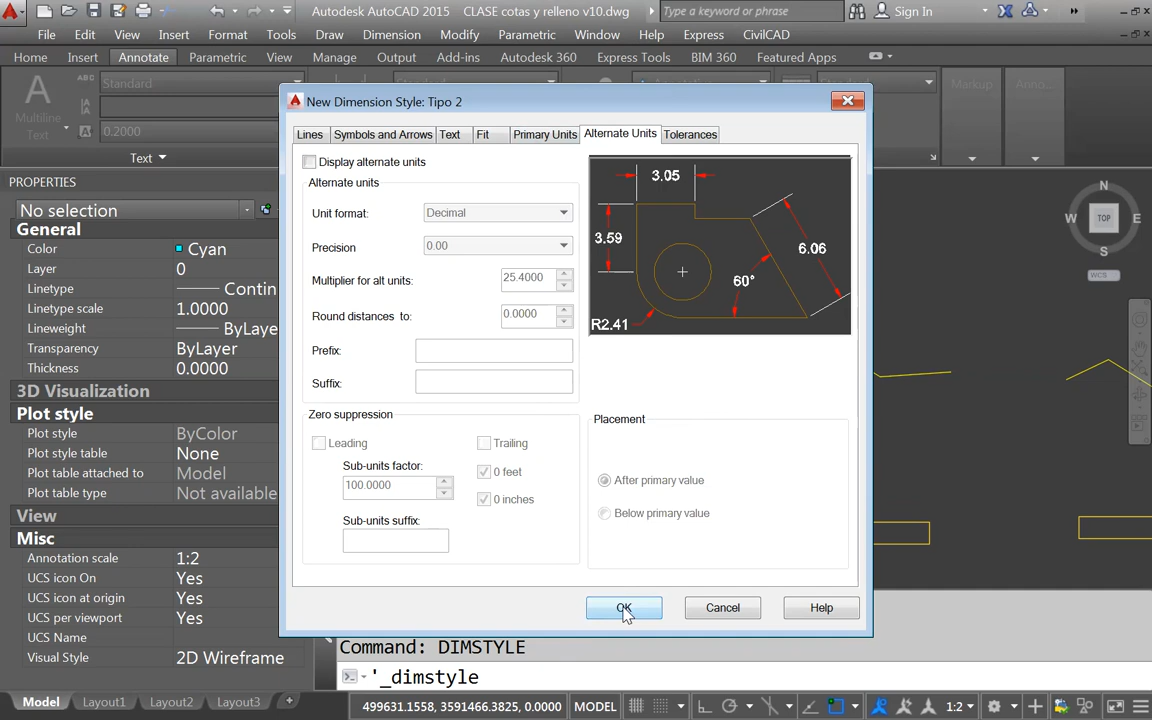 Autodesk AutoCAD 2015 CLASE cotas y relleno v10.dwg Type a keyword or phrase Sign In
File Edit View Insert Format Tools Draw Dimension Modify Parametric Window Help Express CivilCAD
Home Insert Annotate Parametric View Manage Output Add-ins Autodesk 360 Express Tools BIM 360 Featured Apps
ABC Standard
Multiline
Text
0.2000
Markup
Anno...
Text
New Dimension Style: Tipo 2
Lines Symbols and Arrows Text Fit Primary Units Alternate Units Tolerances
Display alternate units
Alternate units
Unit format: Decimal
Precision 0.00
Multiplier for alt units: 25.4000
Round distances to: 0.0000
Prefix:
Suffix:
Zero suppression
Leading
Trailing
Sub-units factor:
100.0000
0 feet
0 inches
Sub-units suffix:
3.05
3.59
6.06
60°
R2.41
Placement
After primary value
Below primary value
OK Cancel Help
PROPERTIES
No selection
General
Color Cyan
Layer 0
Linetype Contin
Linetype scale 1.0000
Lineweight ByLaye
Transparency ByLayer
Thickness 0.0000
3D Visualization
Plot style
Plot style ByColor
Plot style table None
Plot table attached to Model
Plot table type Not available
View
Misc
Annotation scale 1:2
UCS icon On Yes
UCS icon at origin Yes
UCS per viewport Yes
UCS Name
Visual Style 2D Wireframe
N
W TOP E
S
WCS
Command: DIMSTYLE
'_dimstyle
Model Layout1 Layout2 Layout3 + 499631.1558, 3591466.3825, 0.0000 MODEL 1:2